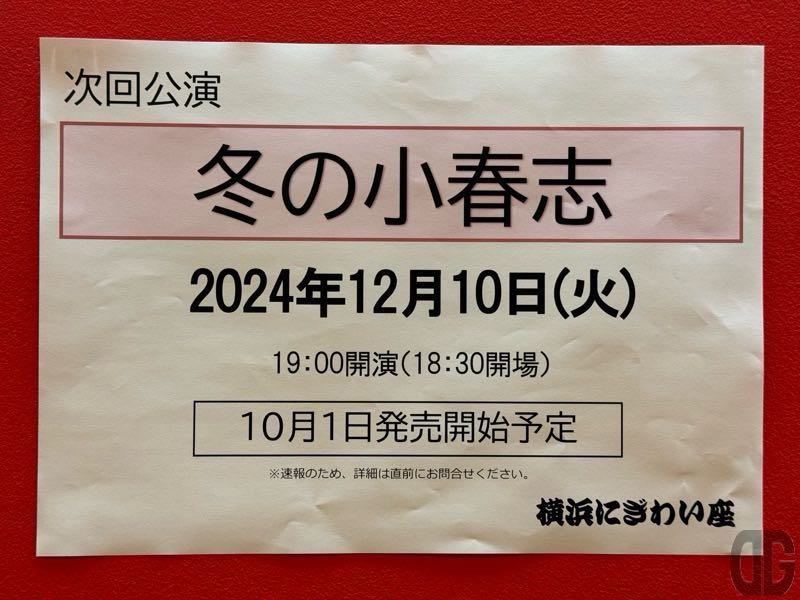 次回公演
冬の小春志
2024年12月10日(火)
19:00開演(18:30開場)
10月1日発売開始予定
※速報のため、詳細は直前にお問合せください。
横浜にぎわい座
DG